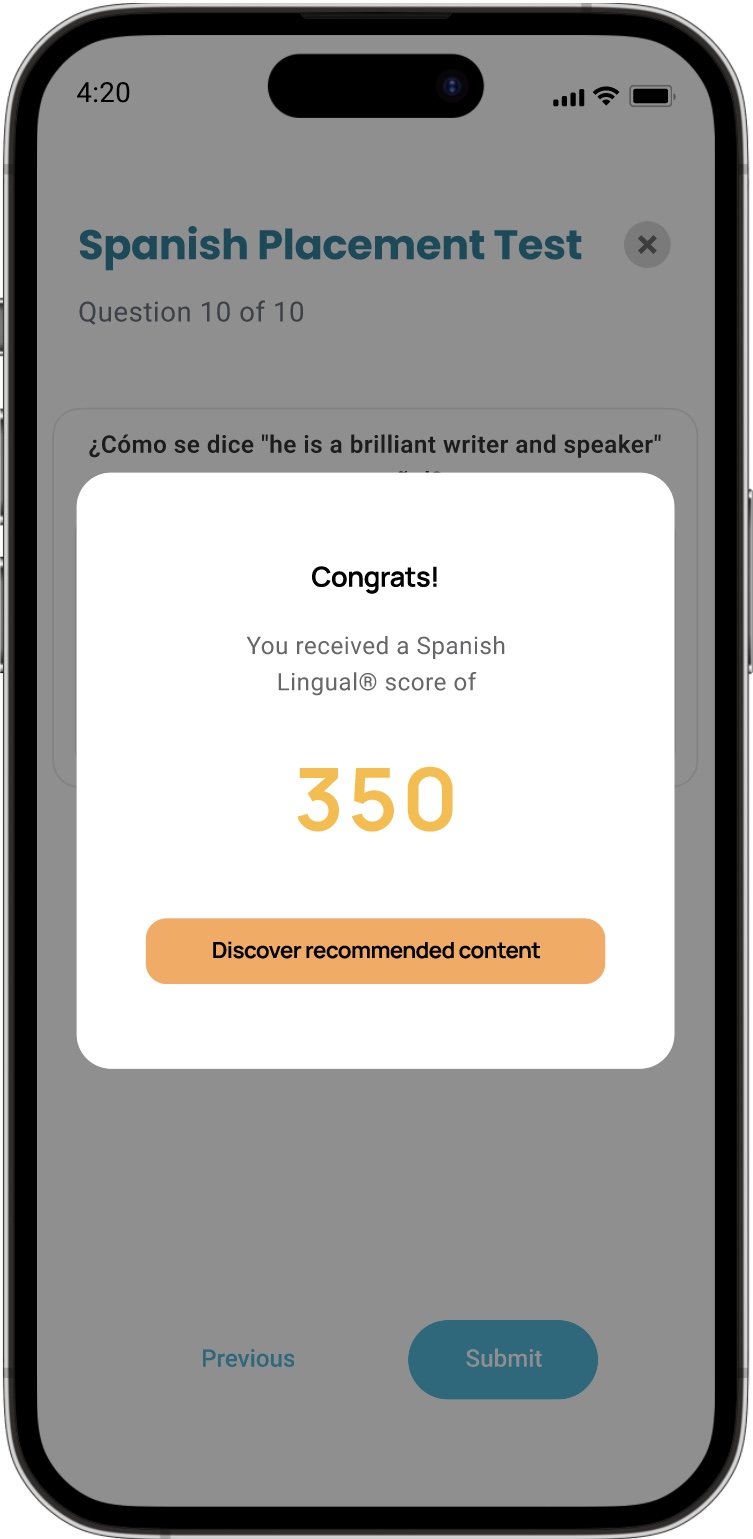 4:20
Spanish Placement Test
Question 10 of 10
¿Cómo se dice "he is a brilliant writer and speaker"
Congrats!
You received a Spanish
Lingual® score of
350
Discover recommended content
Previous
Submit